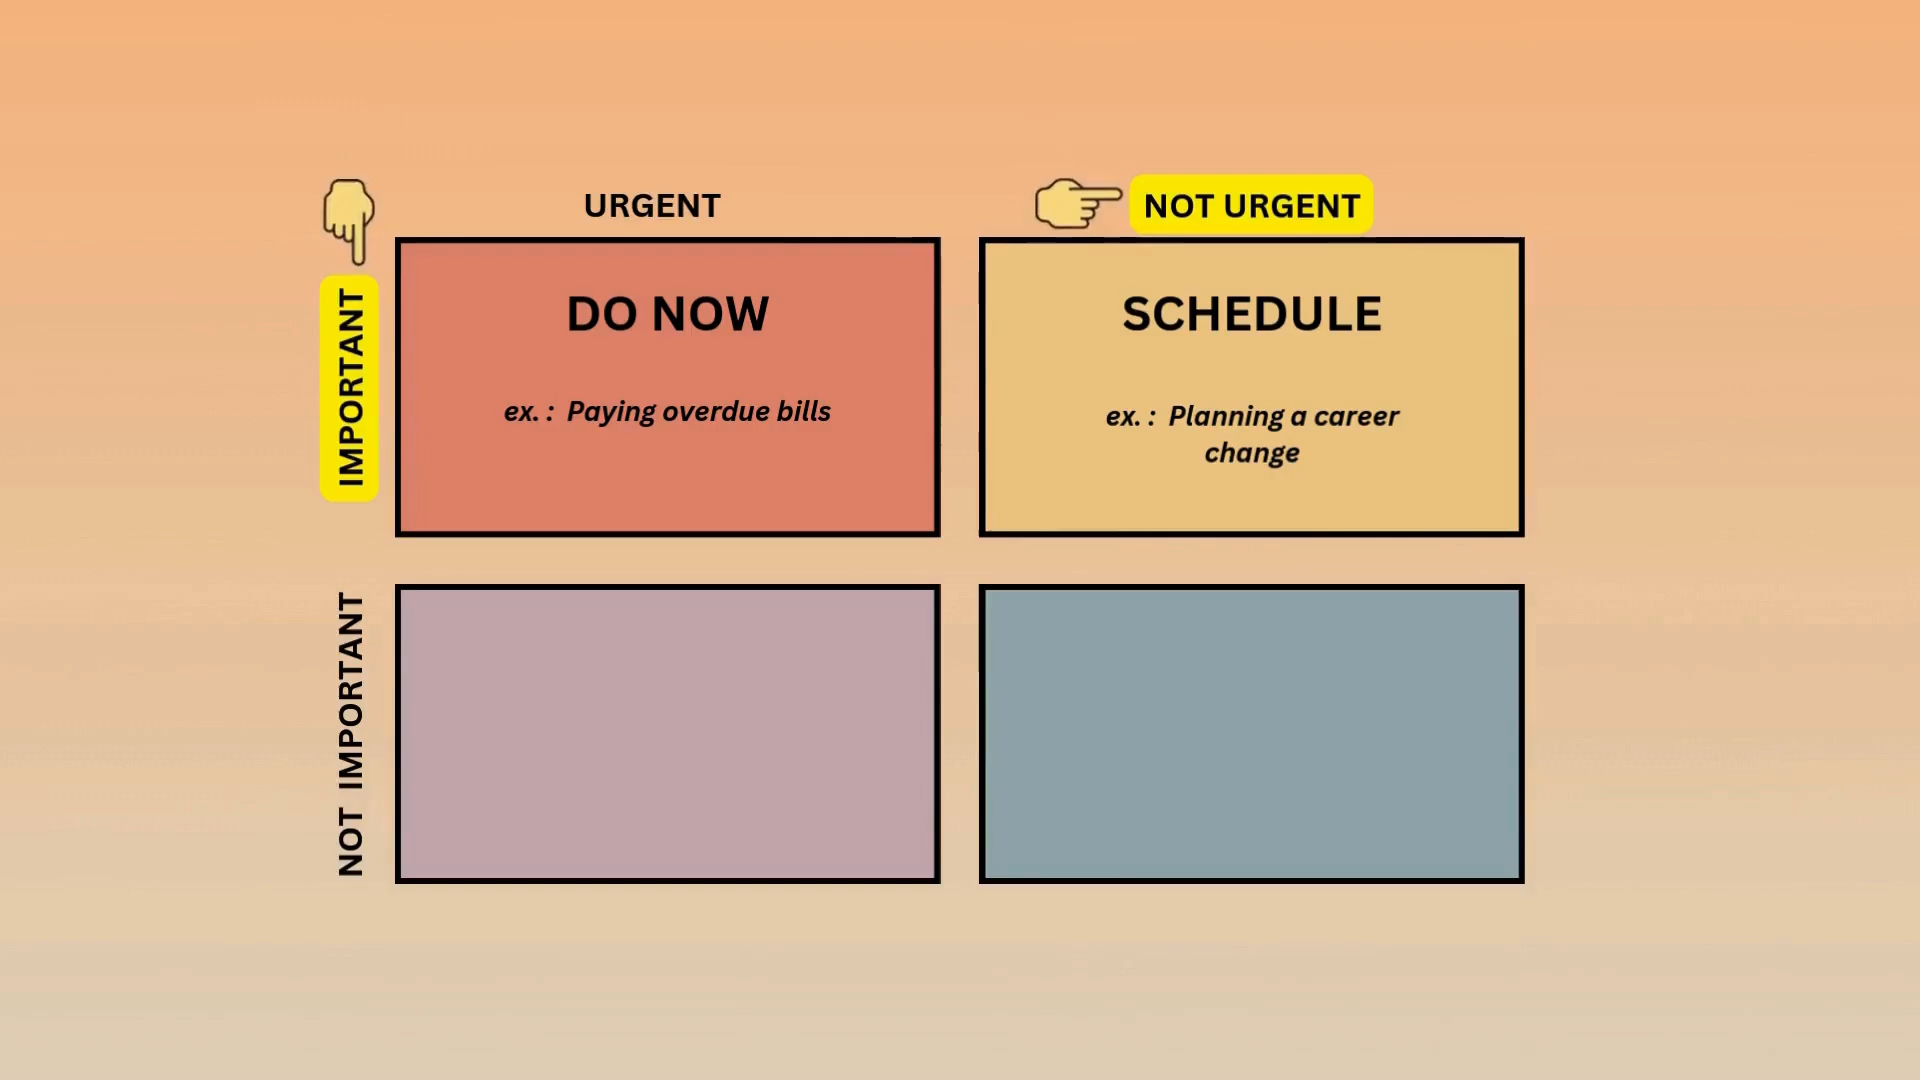 URGENT
NOT URGENT
IMPORTANT
DO NOW
ex. :  Paying overdue bills
SCHEDULE
ex. :  Planning a career
change
NOT IMPORTANT